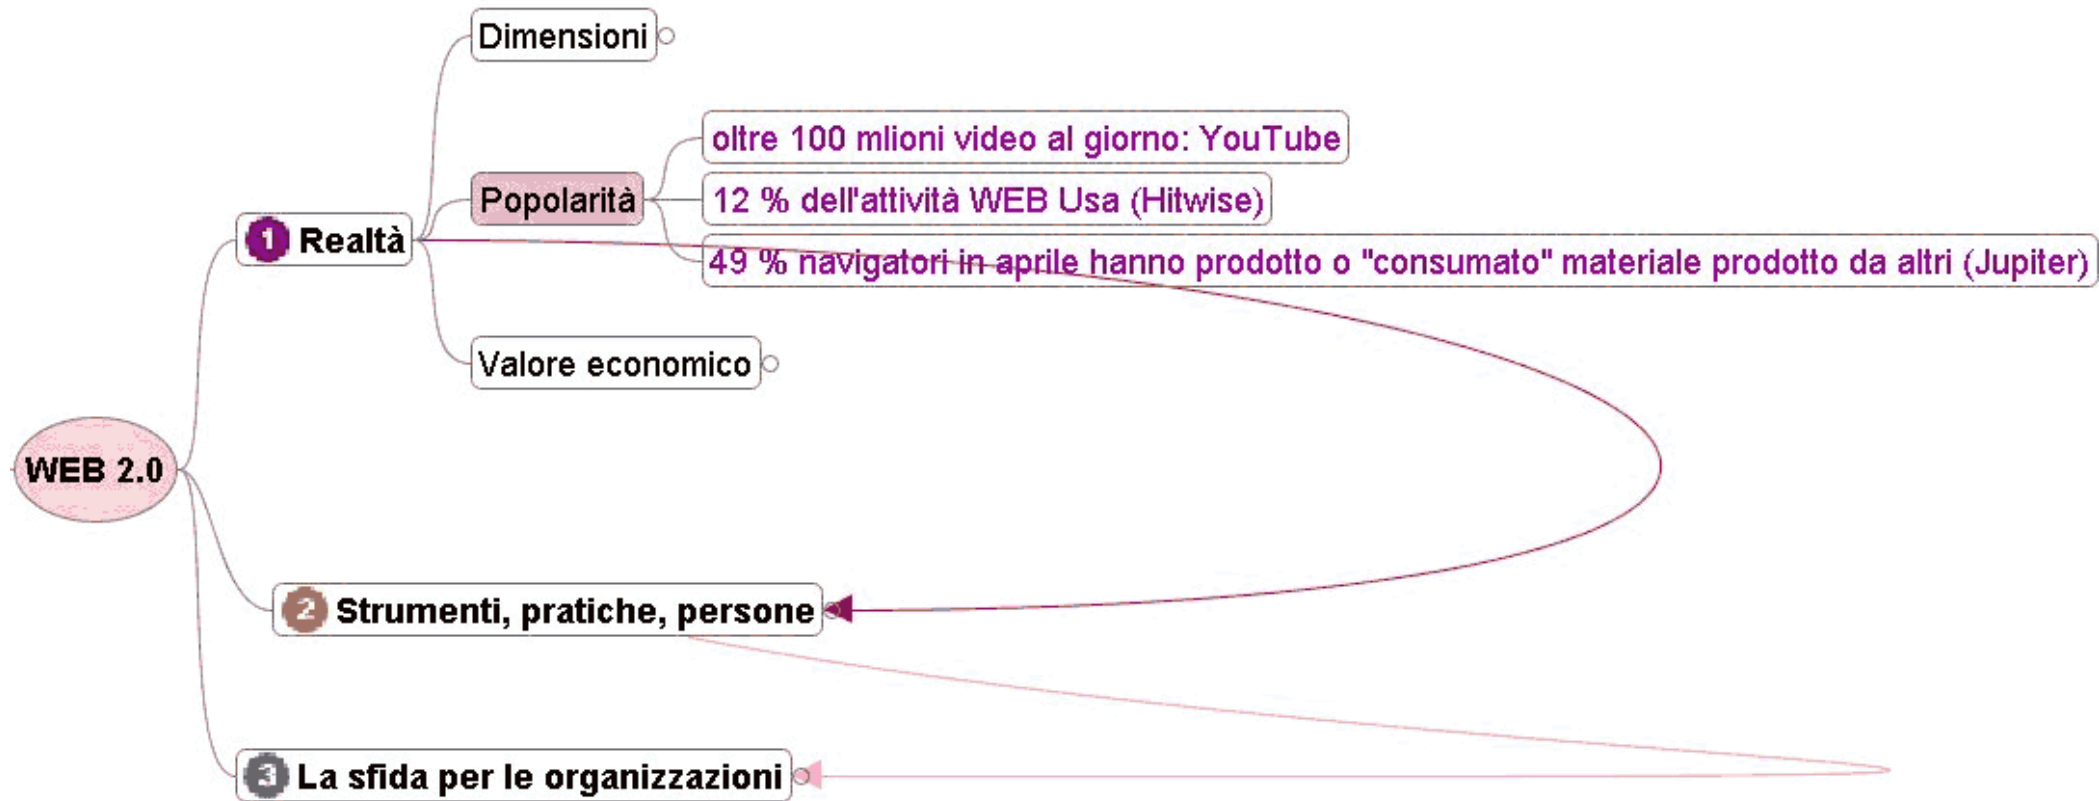 Dimensioni
oltre 100 mlioni video al giorno: YouTube
Popolarità
12 % dell'attività WEB Usa (Hitwise)
1 Realtà
49 % navigatori in aprile hanno prodotto o "consumato" materiale prodotto da altri (Jupiter)
Valore economico
WEB 2.0
2 Strumenti, pratiche, persone
3 La sfida per le organizzazioni